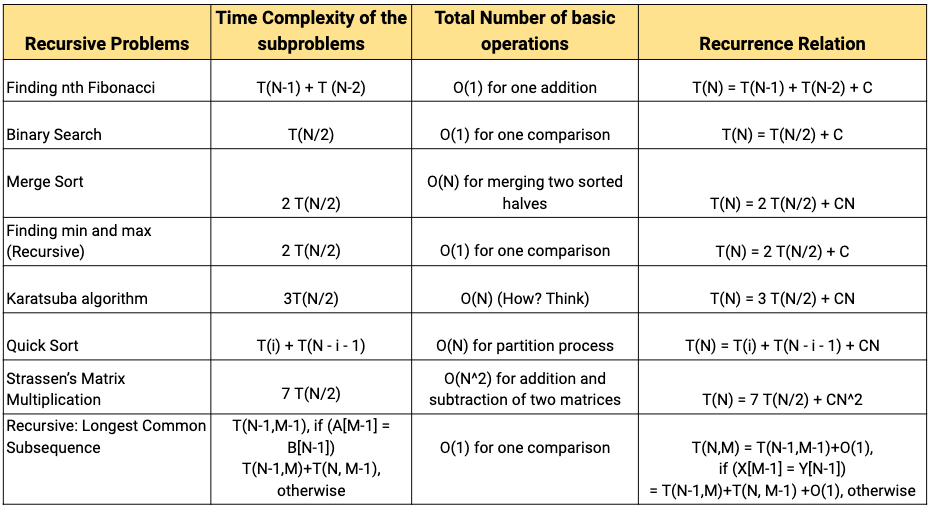 Recursive Problems
Time Complexity of the
subproblems
Total Number of basic
operations
Recurrence Relation
Finding nth Fibonacci
T(N-1) + T (N-2)
O(1) for one addition
T(N) = T(N-1) + T(N-2) + C
Binary Search
T(N/2)
O(1) for one comparison
T(N) = T(N/2) + C
Merge Sort
2 T(N/2)
O(N) for merging two sorted
halves
T(N) = 2 T(N/2) + CN
Finding min and max
(Recursive)
2 T(N/2)
O(1) for one comparison
T(N) = 2 T(N/2) + C
Karatsuba algorithm
3T(N/2)
O(N) (How? Think)
T(N) = 3 T(N/2) + CN
Quick Sort
T(i) + T(N - i - 1)
O(N) for partition process
T(N) = T(i) + T(N - i - 1) + CN
Strassen's Matrix
Multiplication
7 T(N/2)
O(N^2) for addition and
subtraction of two matrices
T(N) = 7 T(N/2) + CN^2
Recursive: Longest Common
Subsequence
T(N-1,M-1), if (A[M-1] =
B[N-1])
T(N-1,M)+T(N, M-1),
otherwise
O(1) for one comparison
T(N,M) = T(N-1,M-1)+O(1),
if (X[M-1] = Y[N-1])
= T(N-1,M)+T(N, M-1) +O(1), otherwise